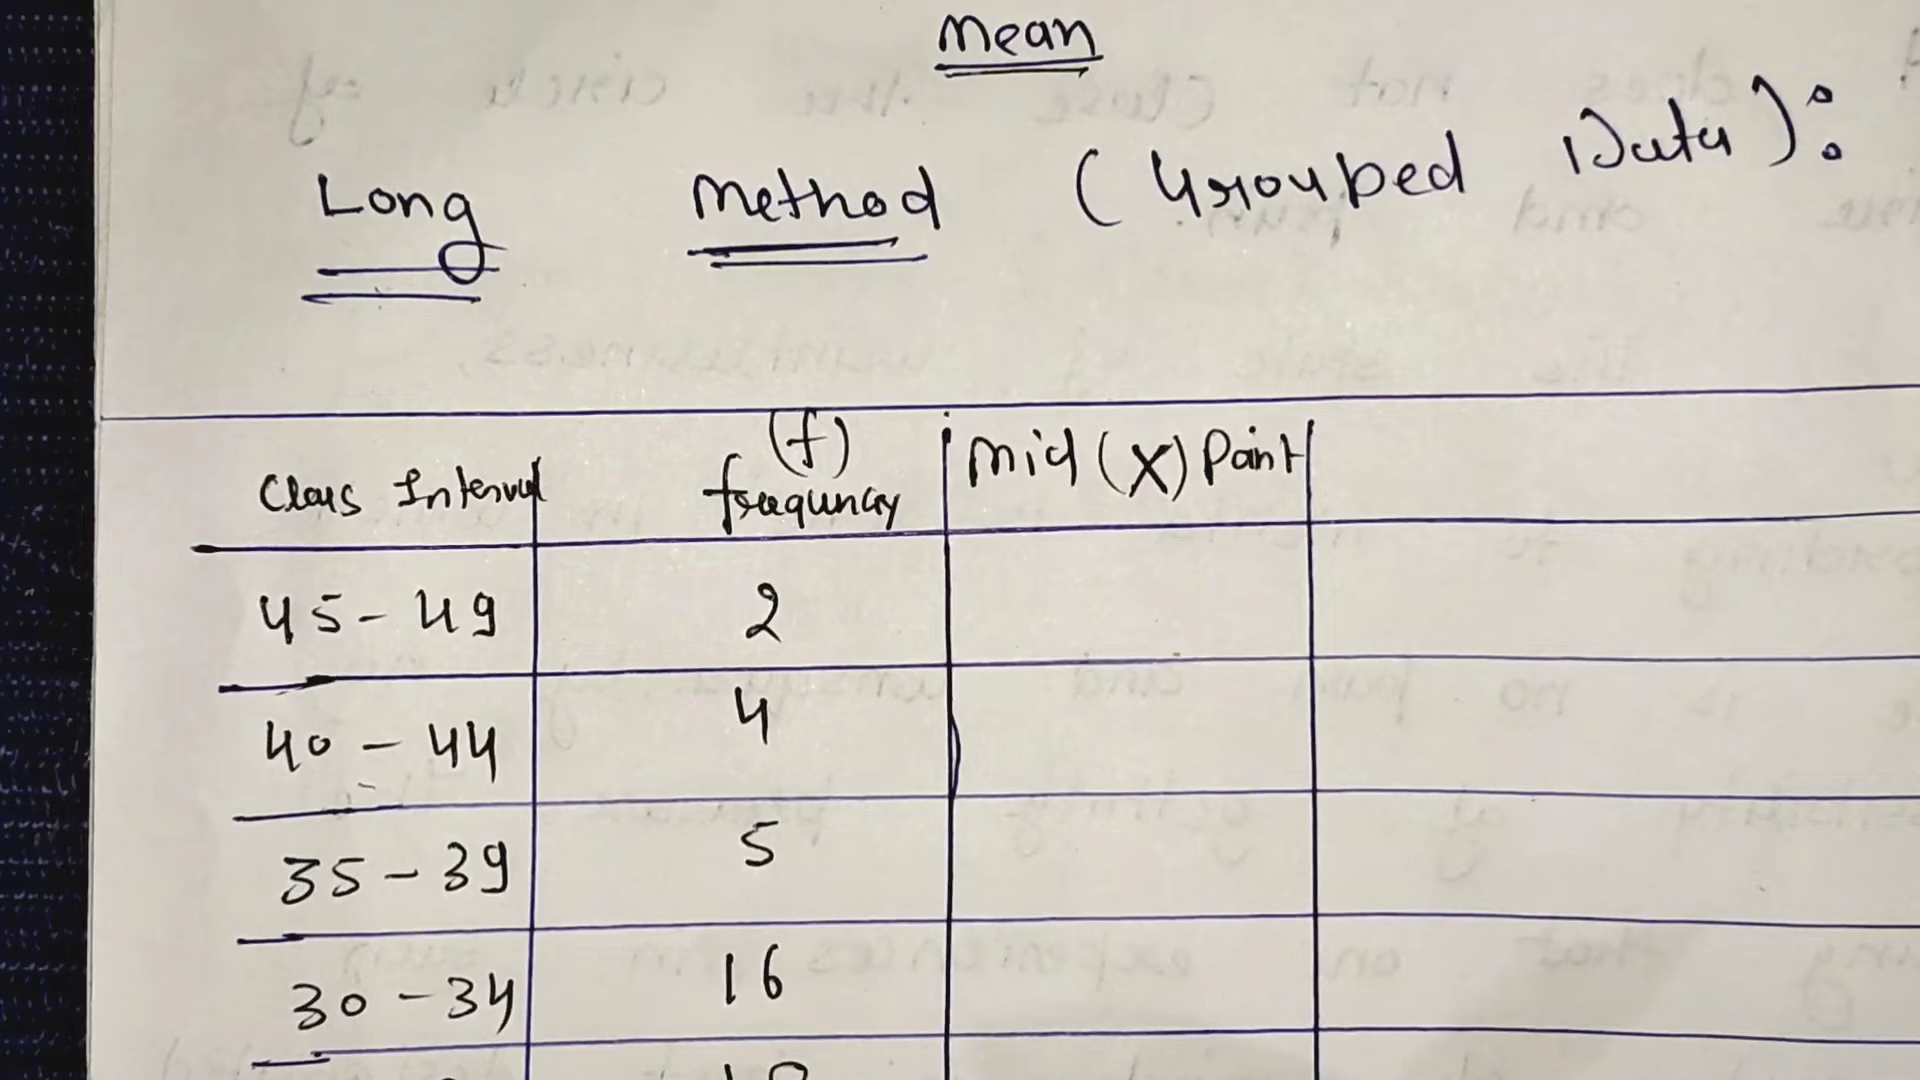 Mean
Long Method (Grouped Data):
Class Interval (f) frequncy Mid (X) Point
45-49 2
40-44 4
35-39 5
30-34 16